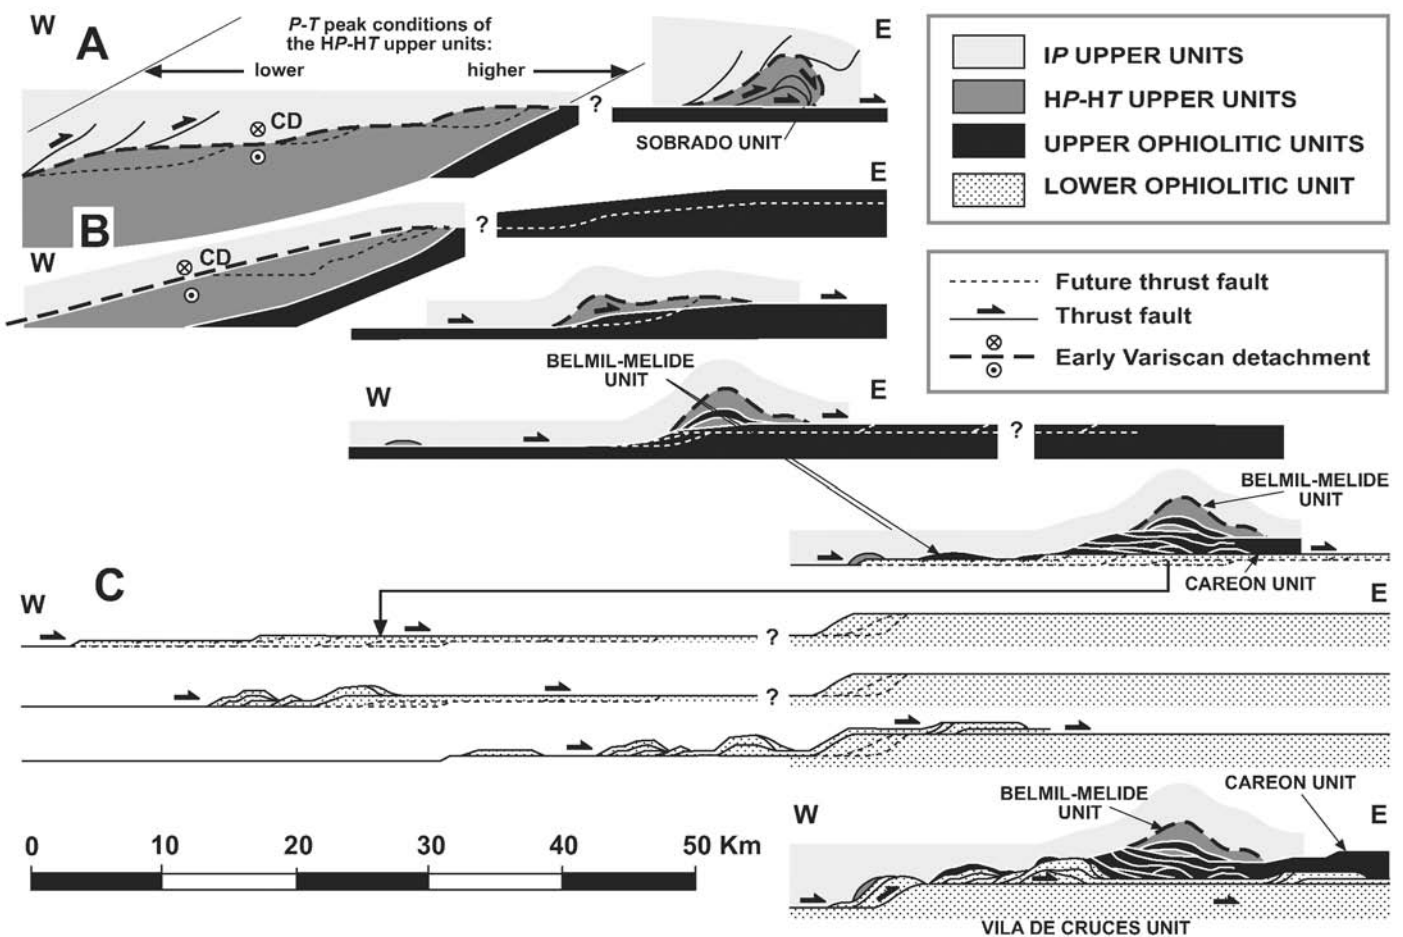 W
A
P-T peak conditions of
the HP-HT upper units:
lower
higher
E
CD
?
SOBRADO UNIT
IP UPPER UNITS
HP-HT UPPER UNITS
UPPER OPHIOLITIC UNITS
LOWER OPHIOLITIC UNIT
B
W
CD
?
E
Future thrust fault
Thrust fault
Early Variscan detachment
BELMIL-MELIDE
UNIT
W
E
?
BELMIL-MELIDE
UNIT
CAREON UNIT
C
W
E
?
?
0 10 20 30 40 50 Km
W
BELMIL-MELIDE
UNIT
CAREON UNIT
E
VILA DE CRUCES UNIT